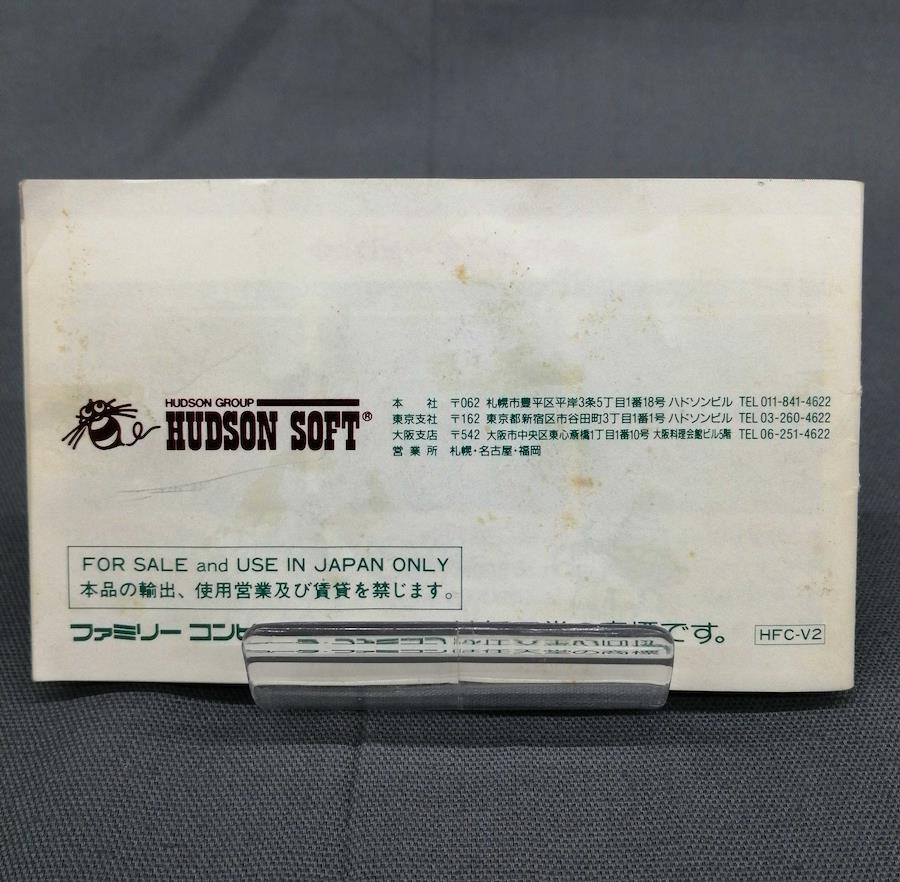 HUDSON GROUP
HUDSON SOFT®
本 社 〒062 札幌市豊平区平岸3条5丁目1番18号 ハドソンビル TEL 011-841-4622
東京支社 〒162 東京都新宿区市谷田町3丁目1番1号 ハドソンビル TEL 03-260-4622
大阪支店 〒542 大阪市中央区東心斎橋1丁目1番10号 大阪料理会館ビル5階 TEL 06-251-4622
営業所 札幌・名古屋・福岡
FOR SALE and USE IN JAPAN ONLY
本品の輸出、使用営業及び賃貸を禁じます。
ファミリー コンピ
です。
HFC-V2